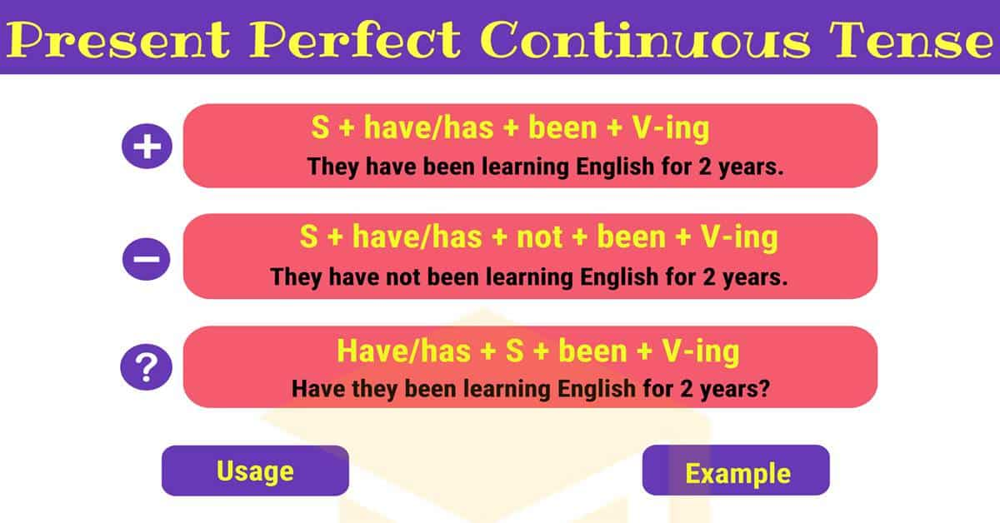 Present Perfect Continuous Tense
+
S + have/has + been + V-ing
They have been learning English for 2 years.
−
S + have/has + not + been + V-ing
They have not been learning English for 2 years.
?
Have/has + S + been + V-ing
Have they been learning English for 2 years?
Usage
Example